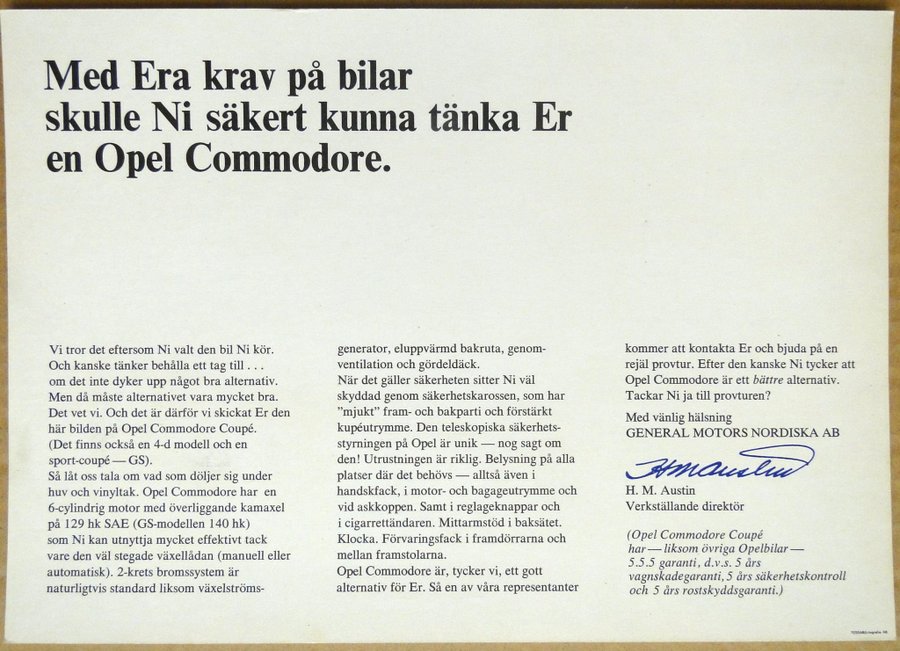 Med Era krav på bilar
skulle Ni säkert kunna tänka Er
en Opel Commodore.
Vi tror det eftersom Ni valt den bil Ni kör.
Och kanske tänker behålla ett tag till . . .
om det inte dyker upp något bra alternativ.
Men då måste alternativet vara mycket bra.
Det vet vi. Och det är därför vi skickat Er den
här bilden på Opel Commodore Coupé.
(Det finns också en 4-d modell och en
sport-coupé — GS).
Så låt oss tala om vad som döljer sig under
huv och vinyltak. Opel Commodore har en
6-cylindrig motor med överliggande kamaxel
på 129 hk SAE (GS-modellen 140 hk)
som Ni kan utnyttja mycket effektivt tack
vare den väl stegade växellådan (manuell eller
automatisk). 2-krets bromssystem är
naturligtvis standard liksom växelströms-
generator, eluppvärmd bakruta, genom-
ventilation och gördeldäck.
När det gäller säkerheten sitter Ni väl
skyddad genom säkerhetskarossen, som har
"mjukt" fram- och bakparti och förstärkt
kupéutrymme. Den teleskopiska säkerhets-
styrningen på Opel är unik — nog sagt om
den! Utrustningen är riklig. Belysning på alla
platser där det behövs — alltså även i
handskfack, i motor- och bagageutrymme och
vid askkoppen. Samt i reglageknappar och
i cigarrettändaren. Mittarmstöd i baksätet.
Klocka. Förvaringsfack i framdörrarna och
mellan framstolarna.
Opel Commodore är, tycker vi, ett gott
alternativ för Er. Så en av våra representanter
kommer att kontakta Er och bjuda på en
rejäl provtur. Efter den kanske Ni tycker att
Opel Commodore är ett bättre alternativ.
Tackar Ni ja till provturen?
Med vänlig hälsning
GENERAL MOTORS NORDISKA AB
HMAustin
H. M. Austin
Verkställande direktör
(Opel Commodore Coupé
har — liksom övriga Opelbilar —
5.5.5 garanti, d.v.s. 5 års
vagnskadegaranti, 5 års säkerhetskontroll
och 5 års rostskyddsgaranti.)